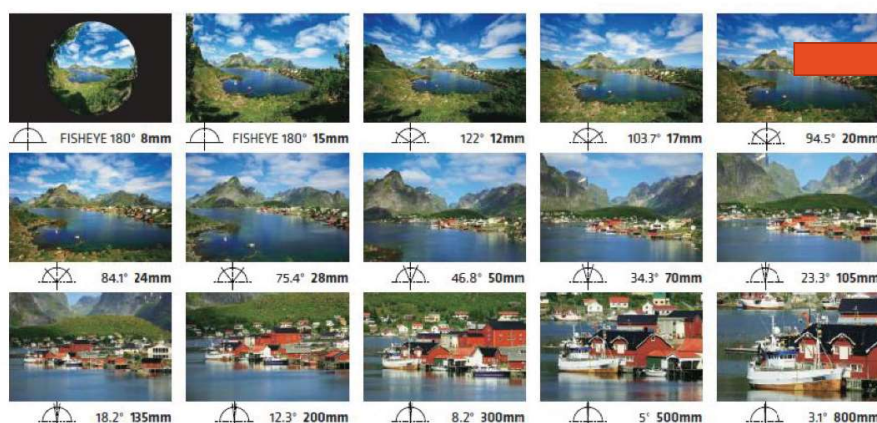 FISHEYE 180° 8mm
FISHEYE 180° 15mm
122° 12mm
103.7° 17mm
94.5° 20mm
84.1° 24mm
75.4° 28mm
46.8° 50mm
34.3° 70mm
23.3° 105mm
18.2° 135mm
12.3° 200mm
8.2° 300mm
5° 500mm
3.1° 800mm